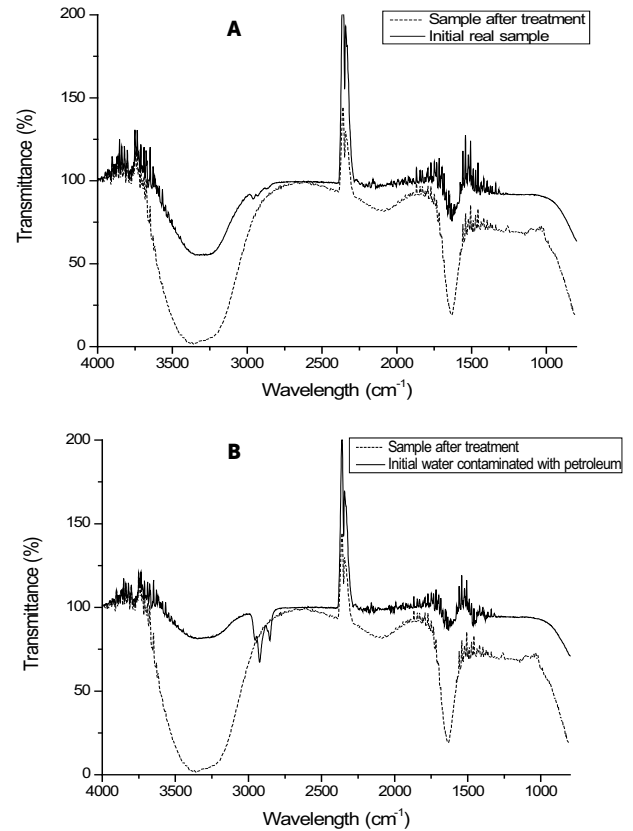 A
Sample after treatment
Initial real sample
200
150
100
50
0
Transmittance (%)
4000 3500 3000 2500 2000 1500 1000
Wavelength (cm-1)
B
Sample after treatment
Initial water contaminated with petroleum
200
150
100
50
0
Transmittance (%)
4000 3500 3000 2500 2000 1500 1000
Wavelength (cm-1)